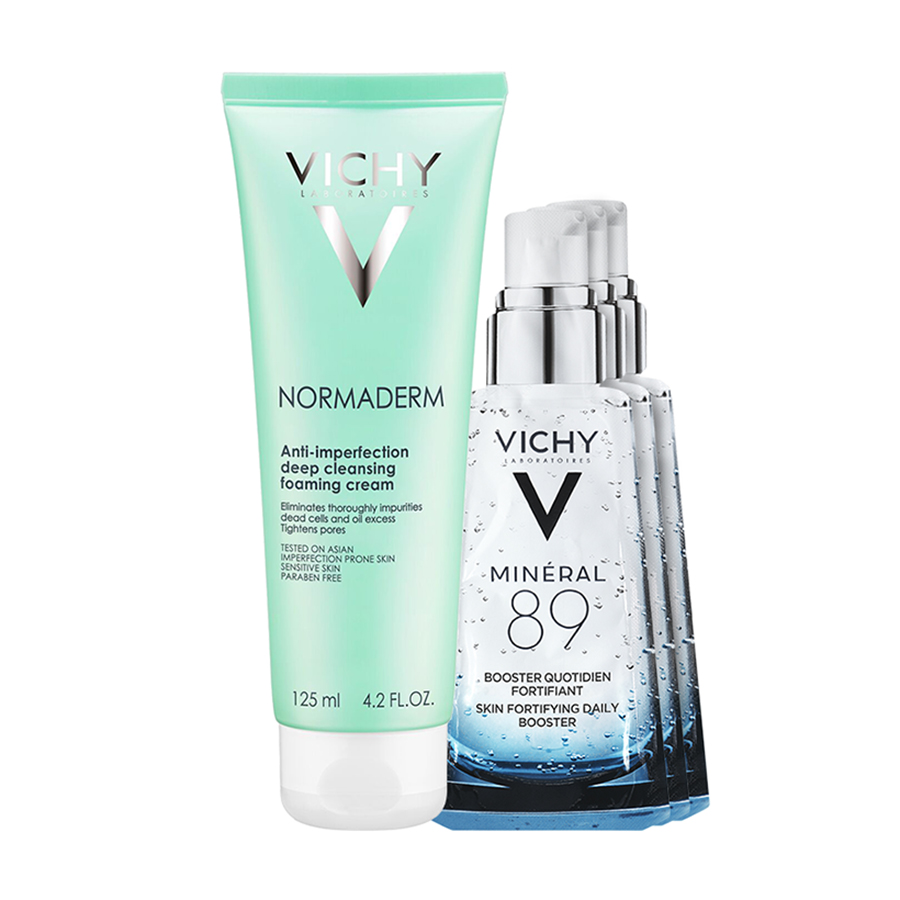 VICHY
LABORATOIRES
V
NORMADERM
Anti-imperfection
deep cleansing
foaming cream
Eliminates thoroughly impurities
dead cells and oil excess
Tightens pores
TESTED ON ASIAN
IMPERFECTION PRONE SKIN
SENSITIVE SKIN
PARABEN FREE
125 ml 4.2 FL.OZ.
VICHY
LABORATOIRES
V
MINÉRAL
89
BOOSTER QUOTIDIEN
FORTIFIANT
SKIN FORTIFYING DAILY
BOOSTER